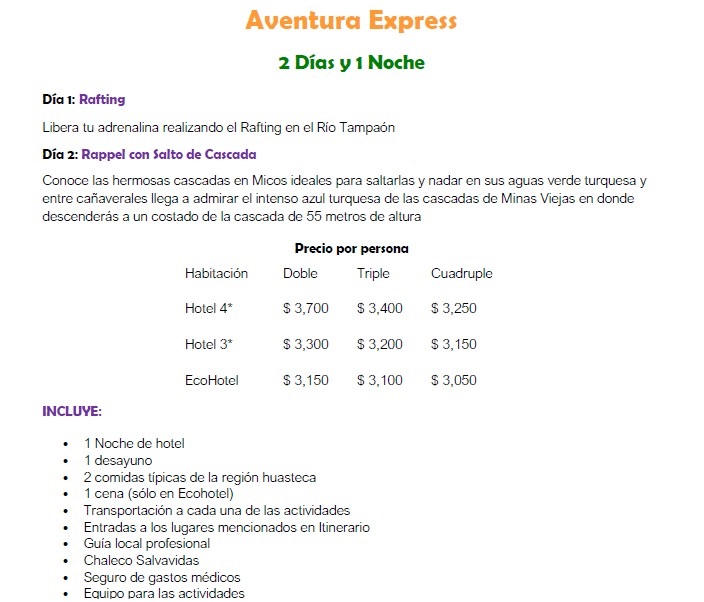 Aventura Express
2 Días y 1 Noche
Día 1: Rafting
Libera tu adrenalina realizando el Rafting en el Río Tampaón
Día 2: Rappel con Salto de Cascada
Conoce las hermosas cascadas en Micos ideales para saltarlas y nadar en sus aguas verde turquesa y
entre cañaverales llega a admirar el intenso azul turquesa de las cascadas de Minas Viejas en donde
descenderás a un costado de la cascada de 55 metros de altura
Precio por persona
Habitación Doble Triple Cuadruple
Hotel 4* $ 3,700 $ 3,400 $ 3,250
Hotel 3* $ 3,300 $ 3,200 $ 3,150
EcoHotel $ 3,150 $ 3,100 $ 3,050
INCLUYE:
• 1 Noche de hotel
• 1 desayuno
• 2 comidas típicas de la región huasteca
• 1 cena (sólo en Ecohotel)
• Transportación a cada una de las actividades
• Entradas a los lugares mencionados en Itinerario
• Guía local profesional
• Chaleco Salvavidas
• Seguro de gastos médicos
• Equipo para las actividades